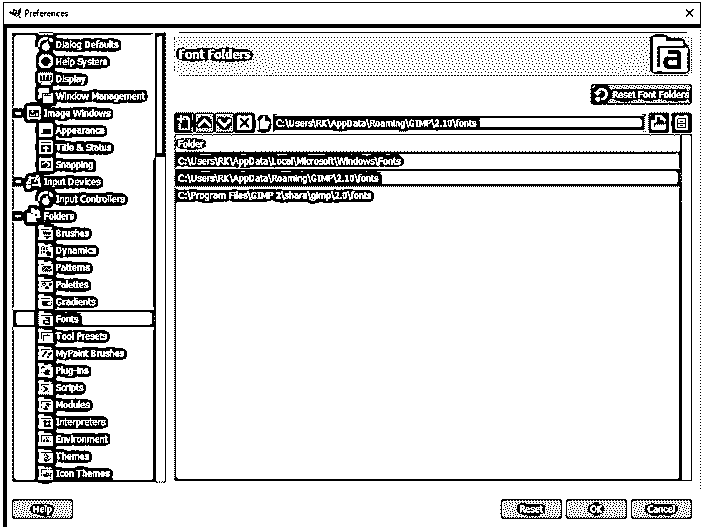 Preferences
Dialog Defaults
Help System
Display
Window Management
Image Windows
Appearance
Title & Status
Snapping
Input Devices
Input Controllers
Folders
Brushes
Dynamics
Patterns
Palettes
Gradients
Fonts
Tool Presets
MyPaint Brushes
Plug-Ins
Scripts
Modules
Interpreters
Environment
Themes
Icon Themes
Font Folders
a
Reset Font Folders
C:\Users\RK\AppData\Roaming\GIMP\2.10\fonts
Folder
C:\Users\RK\AppData\Local\Microsoft\Windows\Fonts
C:\Users\RK\AppData\Roaming\GIMP\2.10\fonts
C:\Program Files\GIMP 2\share\gimp\2.0\fonts
Help
Reset
OK
Cancel